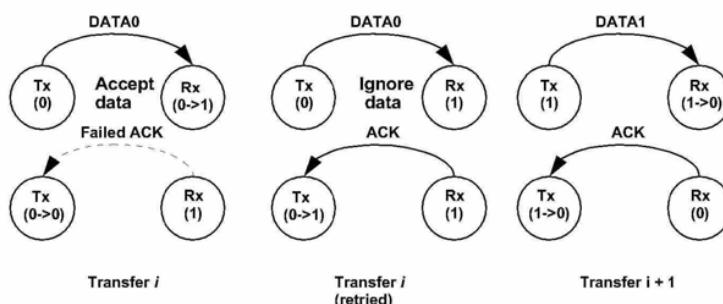 DATA0
Tx
(0)
Accept
data
Rx
(0->1)
Failed ACK
Tx
(0->0)
Rx
(1)
Transfer i
DATA0
Tx
(0)
Ignore
data
Rx
(1)
ACK
Tx
(0->1)
Rx
(1)
Transfer i
(retried)
DATA1
Tx
(1)
Rx
(1->0)
ACK
Tx
(1->0)
Rx
(0)
Transfer i + 1